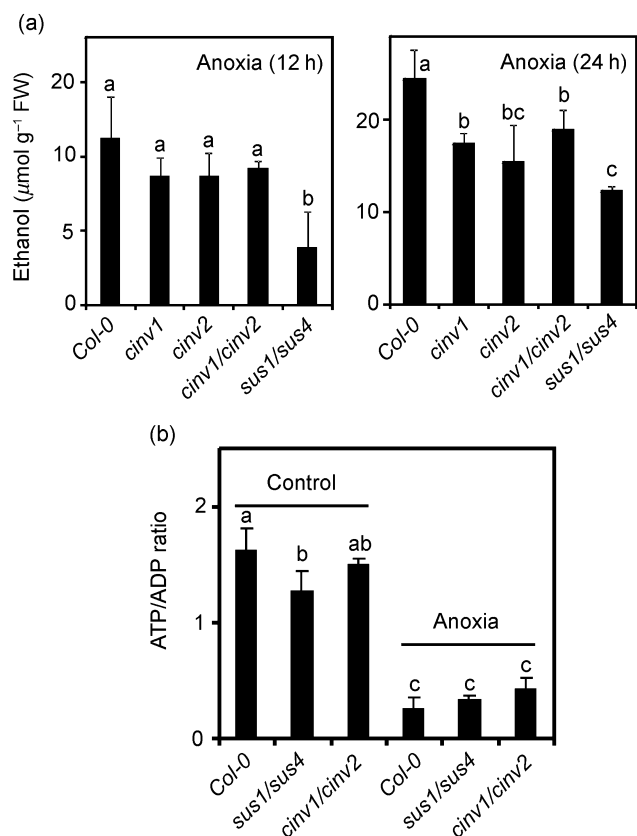 (a)
Anoxia (12 h)
Anoxia (24 h)
Ethanol (μmol g⁻¹ FW)
20
10
5
0
a
a
a
a
b
Col-0
cinv1
cinv2
cinv1/cinv2
sus1/sus4
20
10
0
a
b
bc
b
c
Col-0
cinv1
cinv2
cinv1/cinv2
sus1/sus4
(b)
ATP/ADP ratio
2
1
0
Control
a
b
ab
Anoxia
c
c
c
Col-0
sus1/sus4
cinv1/cinv2
Col-0
sus1/sus4
cinv1/cinv2